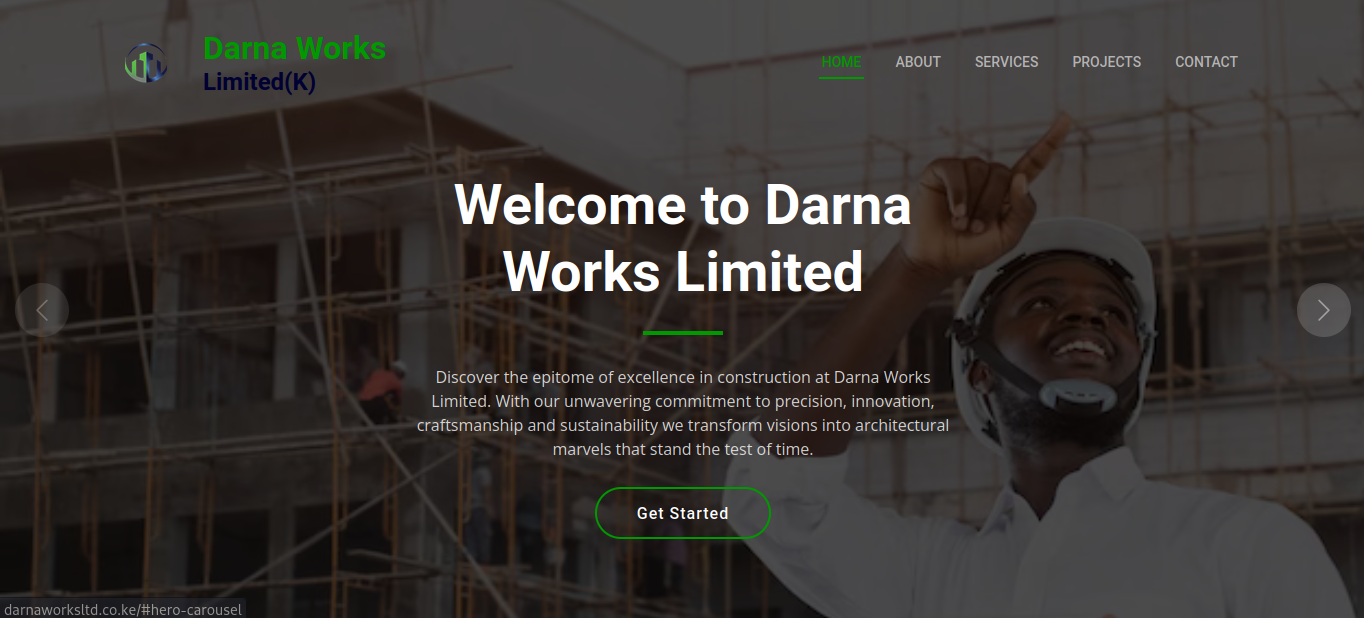 Darna Works
Limited(K)
HOME ABOUT SERVICES PROJECTS CONTACT
Welcome to Darna
Works Limited
Discover the epitome of excellence in construction at Darna Works
Limited. With our unwavering commitment to precision, innovation,
craftsmanship and sustainability we transform visions into architectural
marvels that stand the test of time.
Get Started
darnaworksltd.co.ke/#hero-carousel